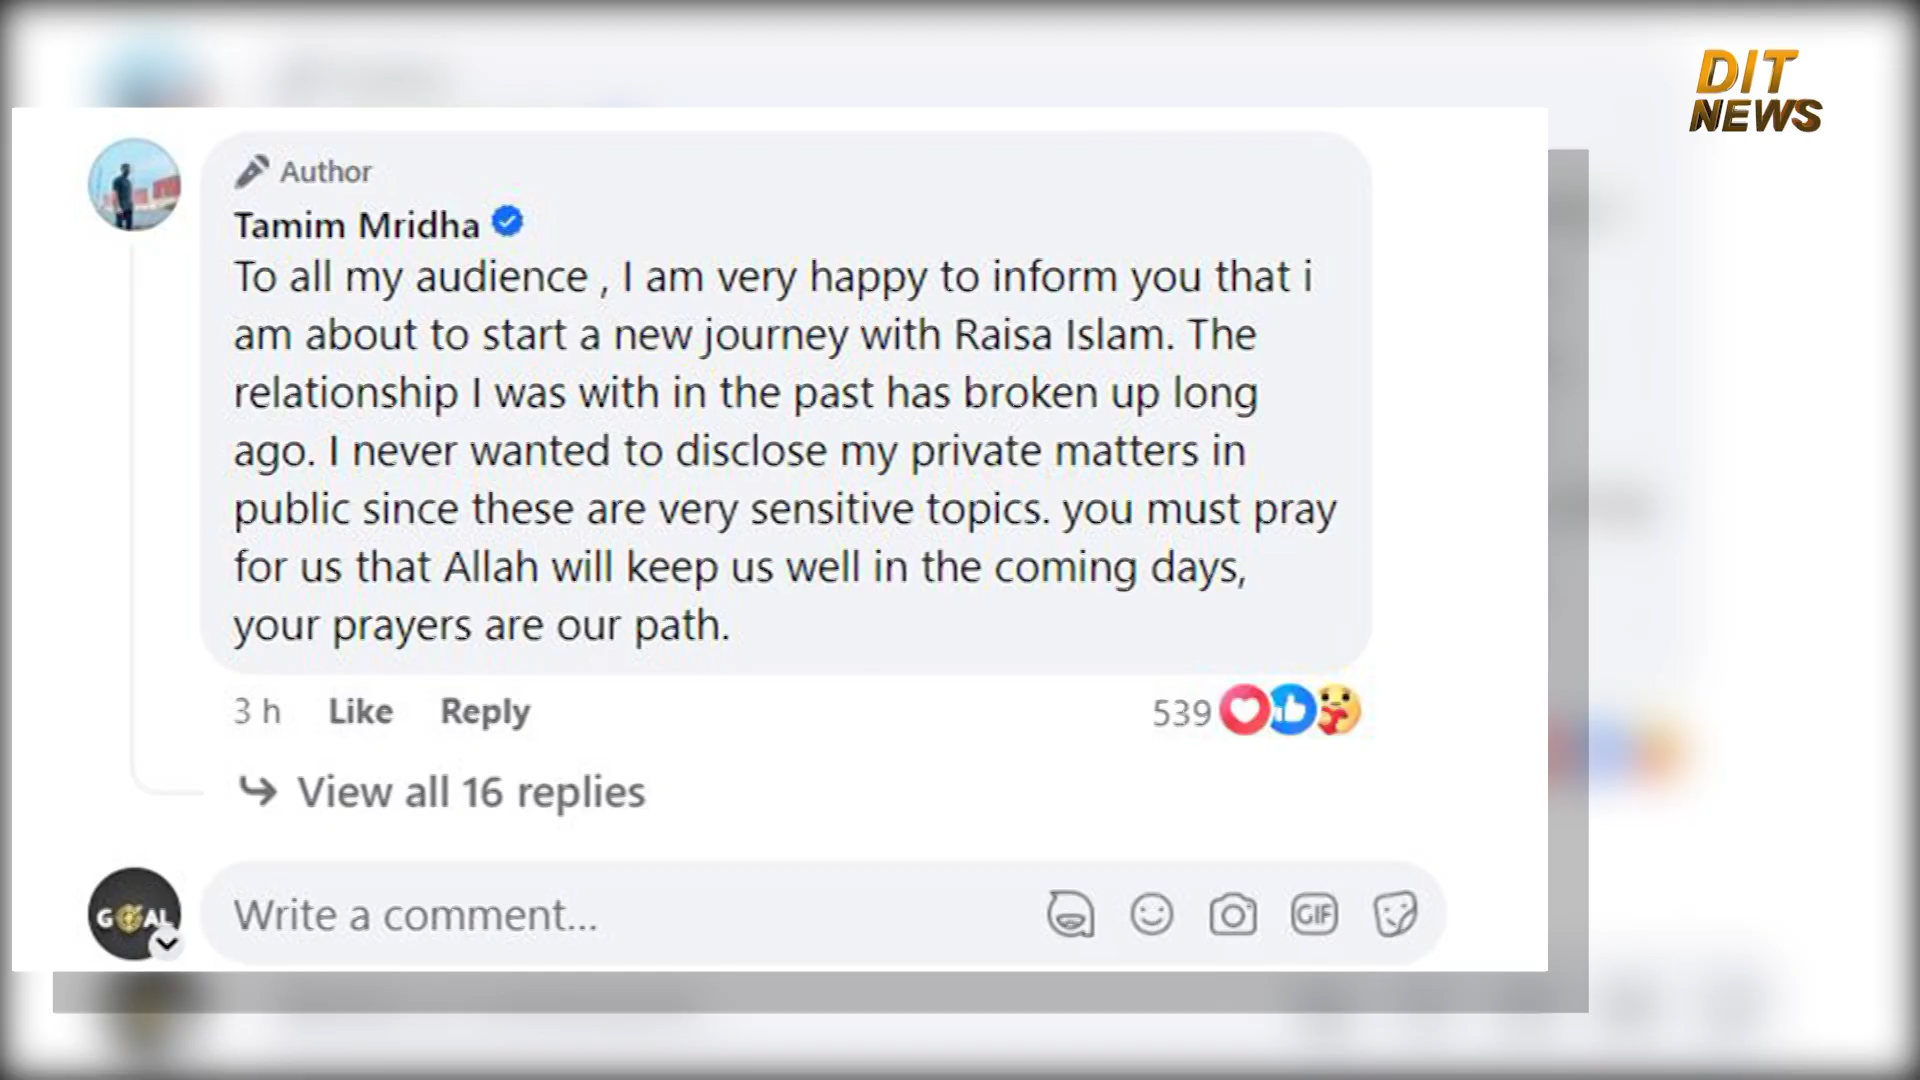 DIT
NEWS
Author
Tamim Mridha
To all my audience , I am very happy to inform you that i
am about to start a new journey with Raisa Islam. The
relationship I was with in the past has broken up long
ago. I never wanted to disclose my private matters in
public since these are very sensitive topics. you must pray
for us that Allah will keep us well in the coming days,
your prayers are our path.
3 h Like Reply 539
View all 16 replies
GOAL
Write a comment... GIF